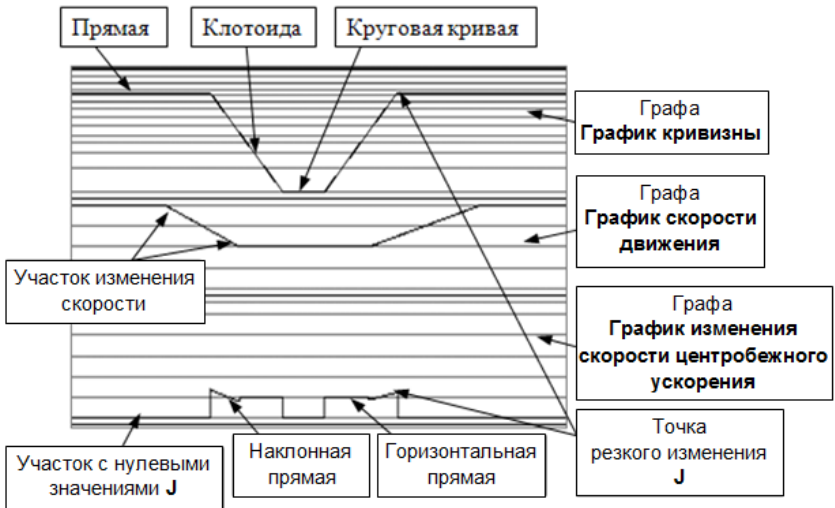 Прямая
Клотоида
Круговая кривая
Графа
График кривизны
Графа
График скорости
движения
Участок изменения
скорости
Графа
График изменения
скорости центробежного
ускорения
Участок с нулевыми
значениями J
Наклонная
прямая
Горизонтальная
прямая
Точка
резкого изменения
J